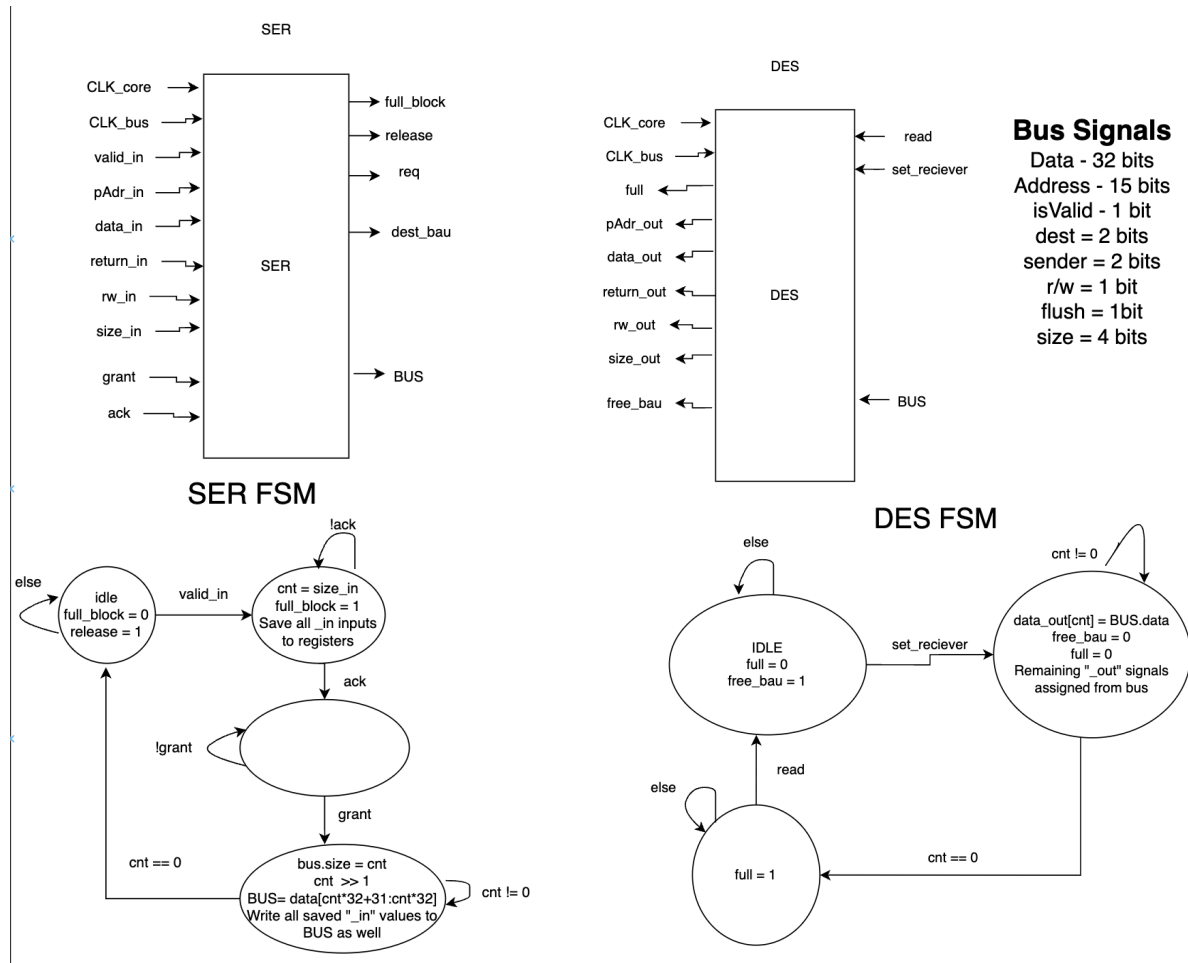 SER
CLK_core
CLK_bus
valid_in
pAdr_in
data_in
return_in
rw_in
size_in
grant
ack
SER
full_block
release
req
dest_bau
BUS
DES
CLK_core
CLK_bus
full
pAdr_out
data_out
return_out
rw_out
size_out
free_bau
DES
read
set_reciever
BUS
Bus Signals
Data - 32 bits
Address - 15 bits
isValid - 1 bit
dest = 2 bits
sender = 2 bits
r/w = 1 bit
flush = 1bit
size = 4 bits
SER FSM
else
idle
full_block = 0
release = 1
valid_in
!ack
cnt = size_in
full_block = 1
Save all _in inputs
to registers
ack
!grant
grant
cnt == 0
bus.size = cnt
cnt >> 1
BUS= data[cnt*32+31:cnt*32]
Write all saved "_in" values to
BUS as well
cnt != 0
DES FSM
else
IDLE
full = 0
free_bau = 1
set_reciever
cnt != 0
data_out[cnt] = BUS.data
free_bau = 0
full = 0
Remaining "_out" signals
assigned from bus
read
else
full = 1
cnt == 0